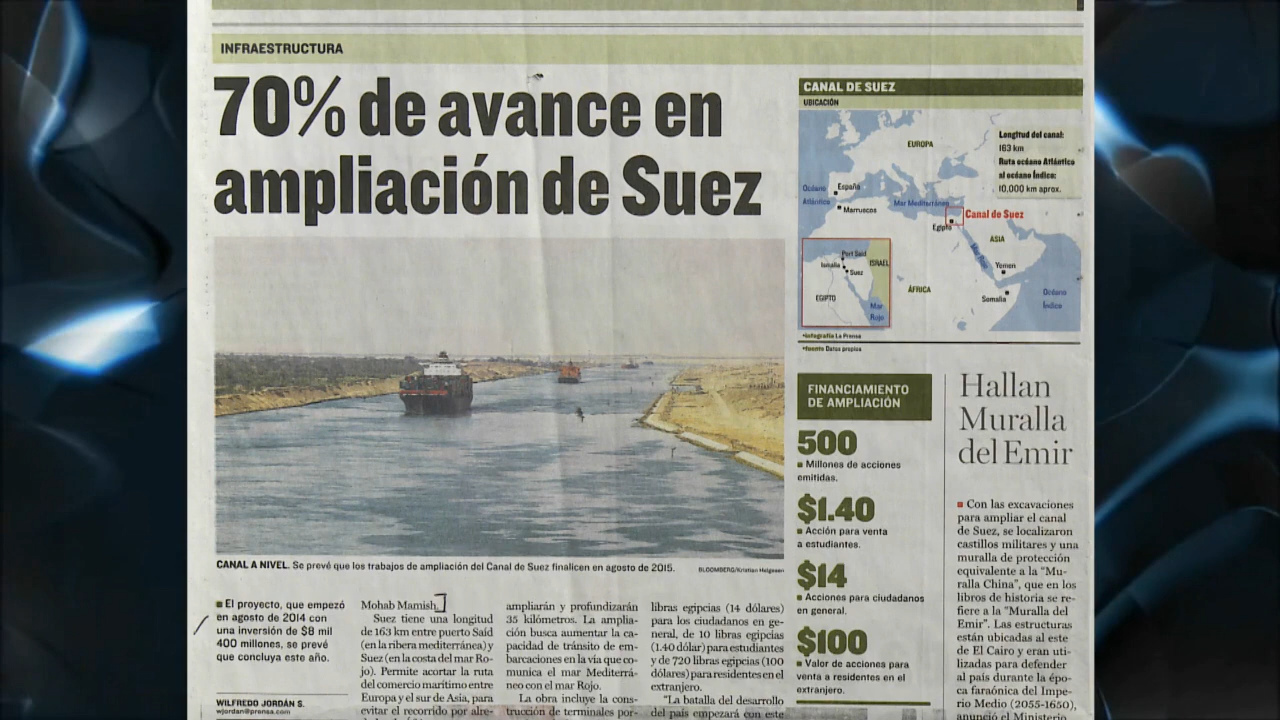 INFRAESTRUCTURA
70% de avance en
ampliación de Suez
CANAL A NIVEL. Se prevé que los trabajos de ampliación del Canal de Suez finalicen en agosto de 2015.
BLOOMBERG/Kristian Helgesen
El proyecto, que empezó
en agosto de 2014 con
una inversión de $8 mil
400 millones, se prevé
que concluya este año.
WILFREDO JORDÁN S.
wjordan@prensa.com
Mohab Mamish.
Suez tiene una longitud
de 163 km entre puerto Saíd
(en la ribera mediterránea) y
Suez (en la costa del mar Ro-
jo). Permite acortar la ruta
del comercio marítimo entre
Europa y el sur de Asia, para
evitar el recorrido por alre-
ampliarán y profundizarán
35 kilómetros. La amplia-
ción busca aumentar la ca-
pacidad de tránsito de em-
barcaciones en la vía que co-
munica el mar Mediterrá-
neo con el mar Rojo.
La obra incluye la cons-
trucción de terminales por-
libras egipcias (14 dólares)
para los ciudadanos en ge-
neral, de 10 libras egipcias
(1.40 dólar) para estudiantes
y de 720 libras egipcias (100
dólares) para residentes en el
extranjero.
"La batalla del desarrollo
del país empezará con este
CANAL DE SUEZ
UBICACIÓN
EUROPA
Longitud del canal:
163 km
Ruta océano Atlántico
al océano Índico:
10,000 km aprox.
Océano
Atlántico
España
Marruecos
Mar Mediterráneo
Canal de Suez
Egipto
ASIA
Mar Rojo
Yemen
Somalia
ÁFRICA
Océano
Índico
Port Said
Ismalia
Suez
ISRAEL
EGIPTO
Mar
Rojo
•infografía La Prensa
•fuente Datos propios
FINANCIAMIENTO
DE AMPLIACIÓN
500
Millones de acciones
emitidas.
$1.40
Acción para venta
a estudiantes.
$14
Acciones para ciudadanos
en general.
$100
Valor de acciones para
venta a residentes en el
extranjero.
Hallan
Muralla
del Emir
Con las excavaciones
para ampliar el canal
de Suez, se localizaron
castillos militares y una
muralla de protección
equivalente a la "Mu-
ralla China", que en los
libros de historia se re-
fiere a la "Muralla del
Emir". Las estructuras
están ubicadas al este
de El Cairo y eran uti-
lizadas para defender
al país durante la época
faraónica del Impe-
rio Medio (2055-1650),
anunció el Ministerio